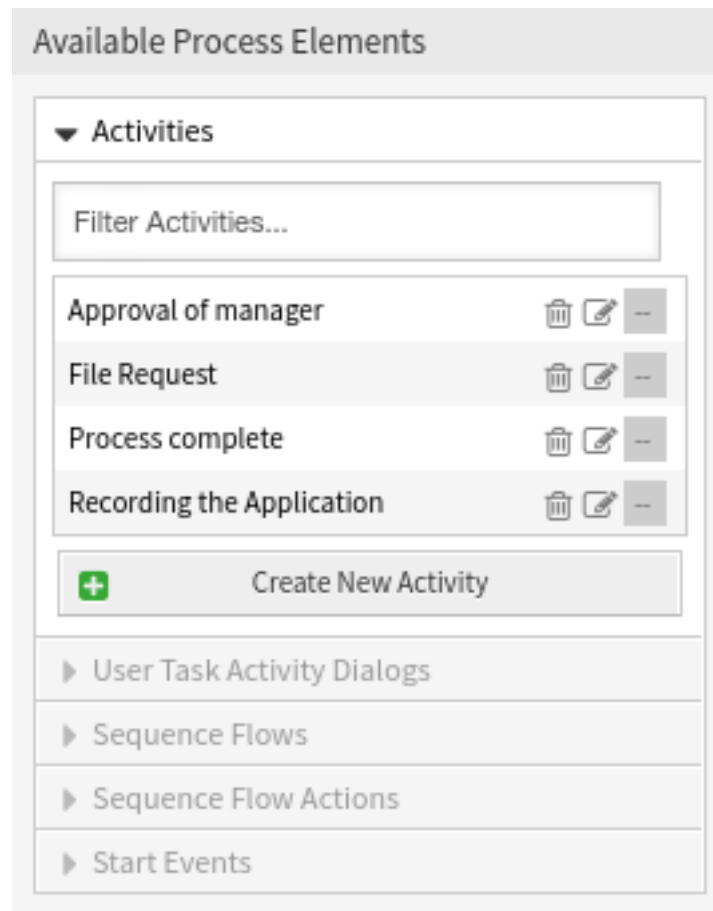 Available Process Elements
Activities
Filter Activities...
Approval of manager --
File Request --
Process complete --
Recording the Application --
Create New Activity
User Task Activity Dialogs
Sequence Flows
Sequence Flow Actions
Start Events